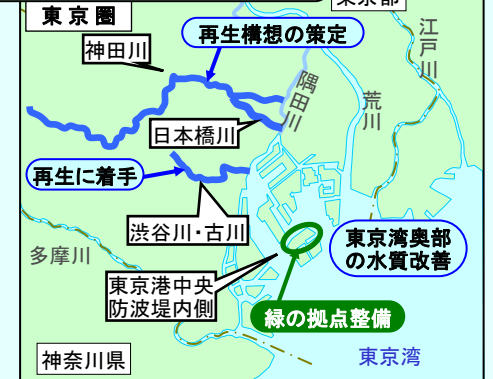 東京圏
東京都
神田川
再生構想の策定
江戸川
隅田川
荒川
日本橋川
再生に着手
渋谷川・古川
東京湾奥部
の水質改善
多摩川
東京港中央
防波堤内側
緑の拠点整備
神奈川県
東京湾